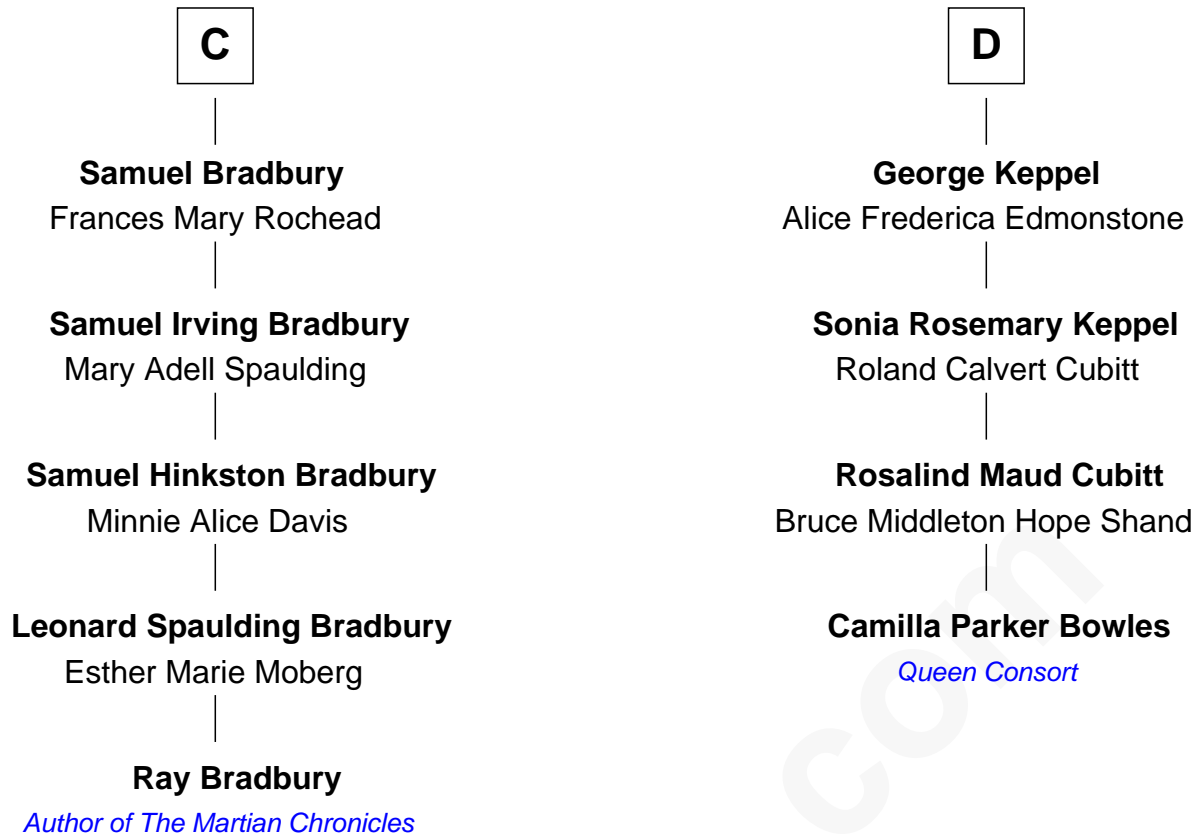 C
Samuel Bradbury
Frances Mary Rochead
Samuel Irving Bradbury
Mary Adell Spaulding
Samuel Hinkston Bradbury
Minnie Alice Davis
Leonard Spaulding Bradbury
Esther Marie Moberg
Ray Bradbury
Author of The Martian Chronicles
D
George Keppel
Alice Frederica Edmonstone
Sonia Rosemary Keppel
Roland Calvert Cubitt
Rosalind Maud Cubitt
Bruce Middleton Hope Shand
Camilla Parker Bowles
Queen Consort
com